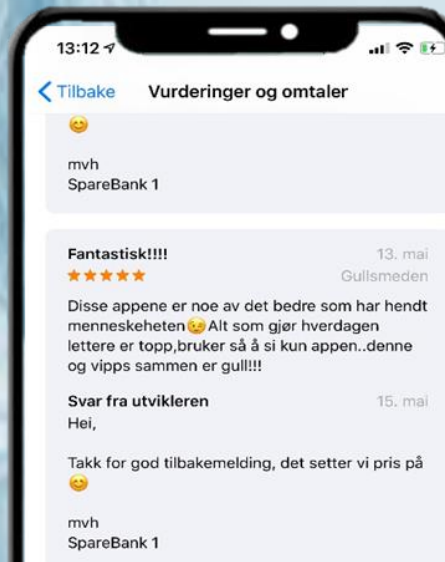 13:12
Tilbake
Vurderinger og omtaler
😊
mvh
SpareBank 1
Fantastisk!!!!
13. mai
★★★★★
Gullsmeden
Disse appene er noe av det bedre som har hendt
menneskeheten😉Alt som gjør hverdagen
lettere er topp,bruker så å si kun appen..denne
og vipps sammen er gull!!!
Svar fra utvikleren
15. mai
Hei,
Takk for god tilbakemelding, det setter vi pris på
😊
mvh
SpareBank 1